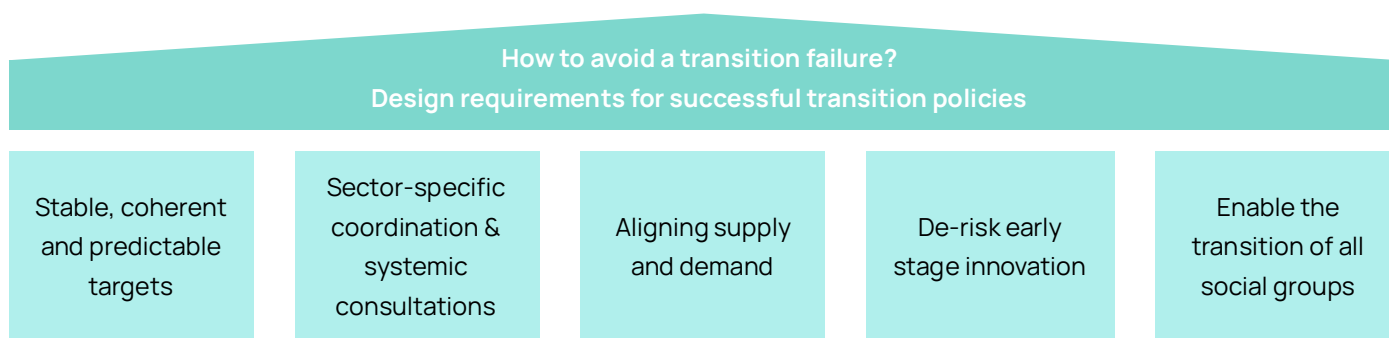 How to avoid a transition failure?
Design requirements for successful transition policies
Stable, coherent
and predictable
targets
Sector-specific
coordination &
systemic
consultations
Aligning supply
and demand
De-risk early
stage innovation
Enable the
transition of all
social groups